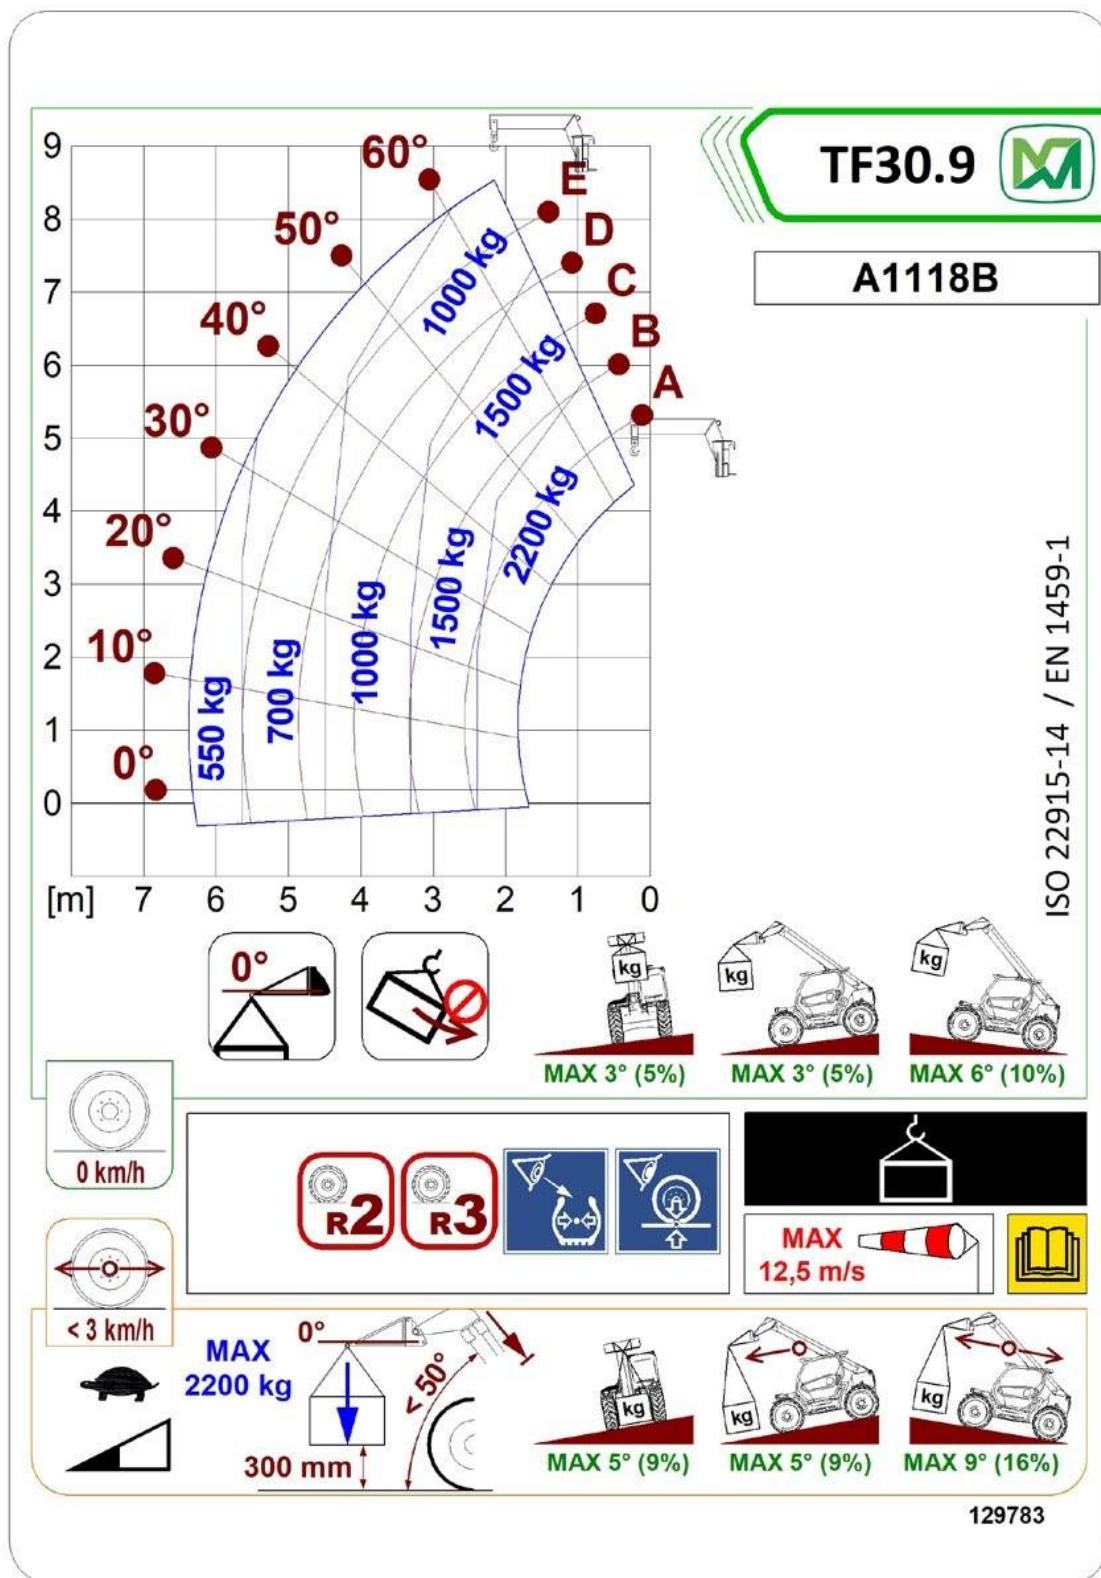 TF30.9
A1118B
9
8
7
6
5
4
3
2
1
0
[m] 7 6 5 4 3 2 1 0
60°
50°
40°
30°
20°
10°
0°
E
D
C
B
A
1000 kg
1500 kg
2200 kg
1500 kg
1000 kg
700 kg
550 kg
ISO 22915-14 / EN 1459-1
0°
kg
kg
kg
MAX 3° (5%)
MAX 3° (5%)
MAX 6° (10%)
0 km/h
R2
R3
MAX
12,5 m/s
< 3 km/h
MAX
2200 kg
0°
< 50°
300 mm
kg
kg
kg
MAX 5° (9%)
MAX 5° (9%)
MAX 9° (16%)
129783